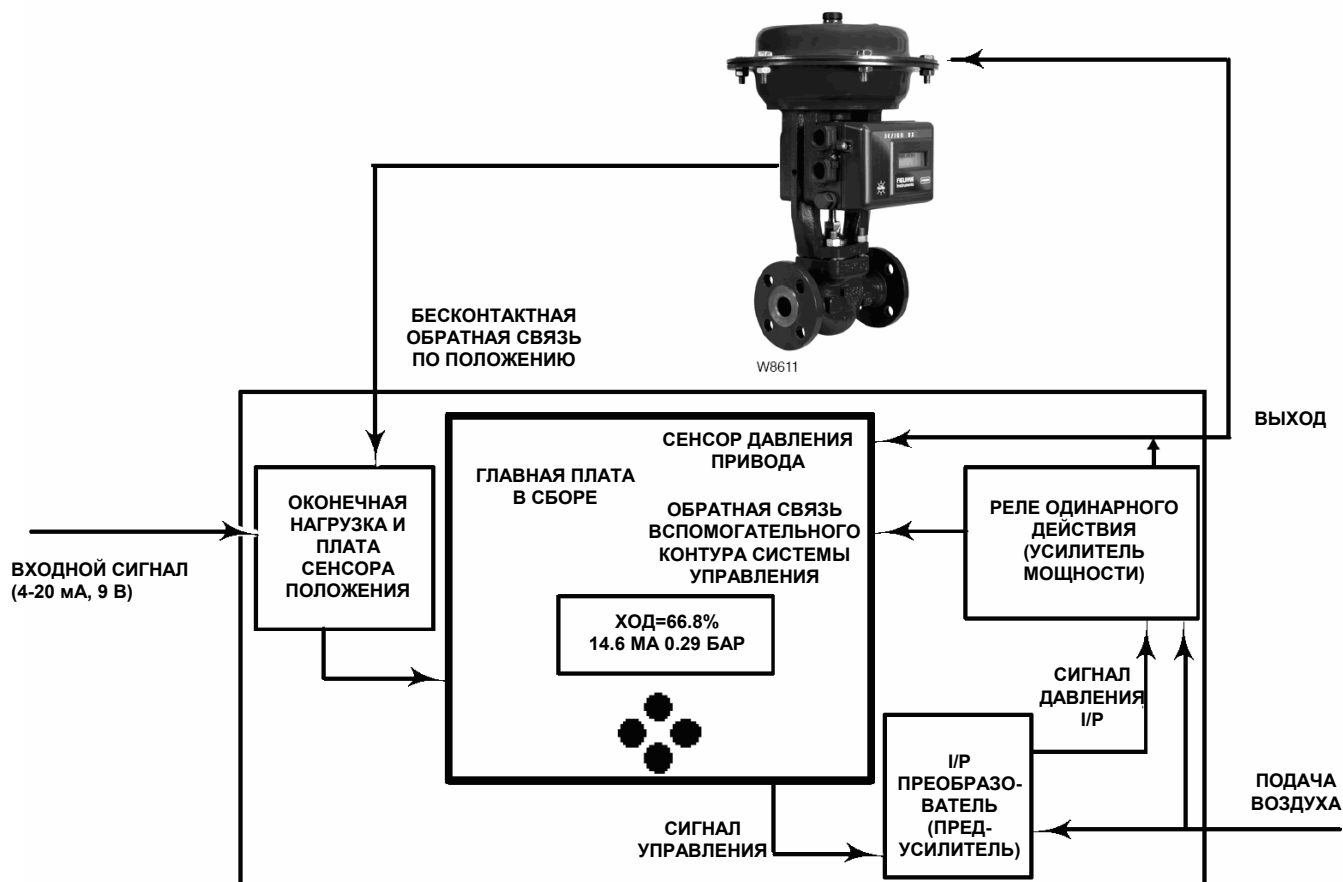 W8611
БЕСКОНТАКТНАЯ
ОБРАТНАЯ СВЯЗЬ
ПО ПОЛОЖЕНИЮ
ВЫХОД
СЕНСОР ДАВЛЕНИЯ
ПРИВОДА
ГЛАВНАЯ ПЛАТА
В СБОРЕ
ОКОНЕЧНАЯ
НАГРУЗКА И
ПЛАТА
СЕНСОРА
ПОЛОЖЕНИЯ
ОБРАТНАЯ СВЯЗЬ
ВСПОМОГАТЕЛЬНОГО
КОНТУРА СИСТЕМЫ
УПРАВЛЕНИЯ
РЕЛЕ ОДИНАРНОГО
ДЕЙСТВИЯ
(УСИЛИТЕЛЬ
МОЩНОСТИ)
ВХОДНОЙ СИГНАЛ
(4-20 мА, 9 В)
ХОД=66.8%
14.6 МА 0.29 БАР
СИГНАЛ
ДАВЛЕНИЯ
I/P
I/P
ПРЕОБРАЗО-
ВАТЕЛЬ
(ПРЕД-
УСИЛИТЕЛЬ)
ПОДАЧА
ВОЗДУХА
СИГНАЛ
УПРАВЛЕНИЯ